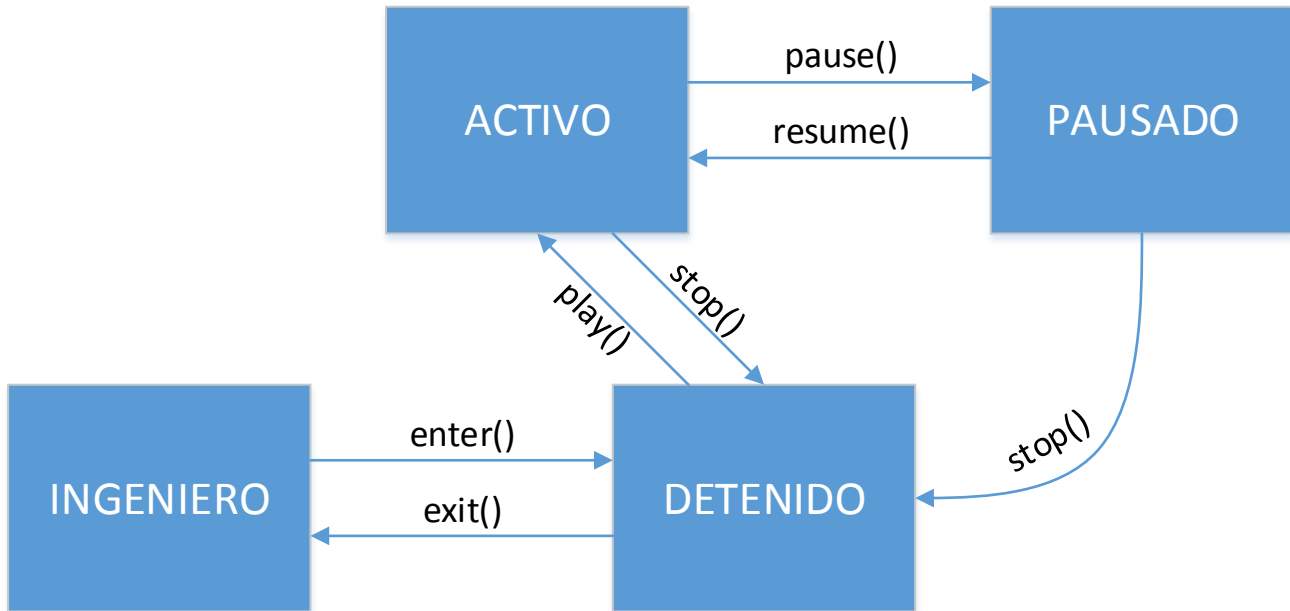 pause()
ACTIVO
PAUSADO
resume()
stop()
play()
enter()
stop()
INGENIERO
DETENIDO
exit()